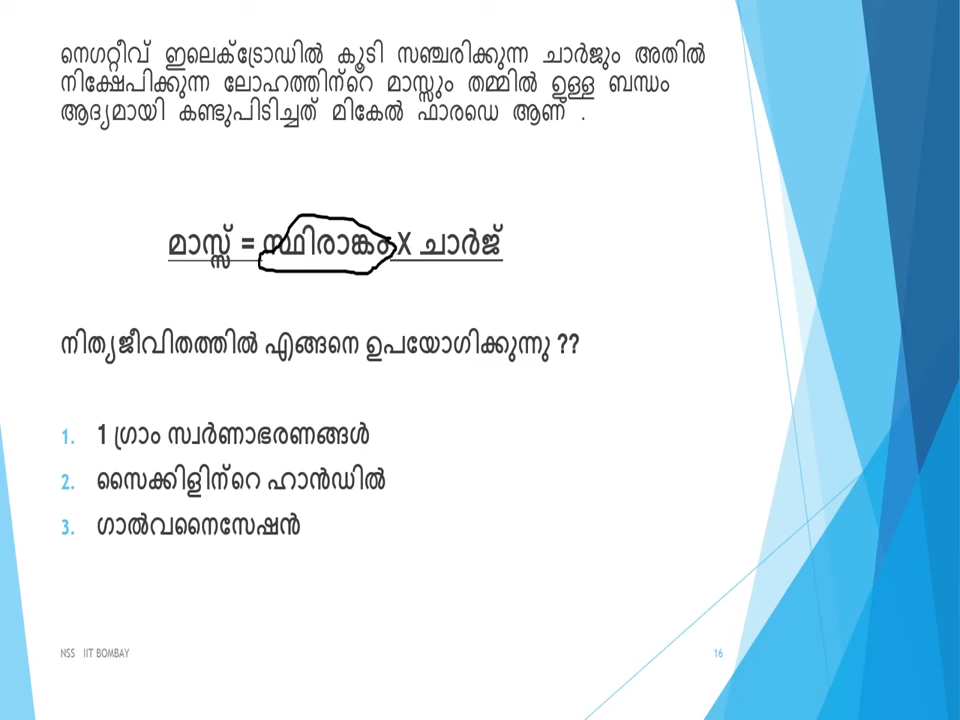 നെഗറ്റീവ് ഇലെക്ട്രോഡിൽ കൂടി സഞ്ചരിക്കുന്ന ചാർജും അതിൽ
നിക്ഷേപിക്കുന്ന ലോഹത്തിന്റെ മാസ്സും തമ്മിൽ ഉള്ള ബന്ധം
ആദ്യമായി കണ്ടുപിടിച്ചത് മികേൽ ഫാരഡെ ആണ് .
മാസ്സ് = സ്ഥിരാങ്കം X ചാർജ്
നിത്യജീവിതത്തിൽ എങ്ങനെ ഉപയോഗിക്കുന്നു ??
1. 1 ഗ്രാം സ്വർണാഭരണങ്ങൾ
2. സൈക്കിളിന്റെ ഹാൻഡിൽ
3. ഗാൽവനൈസേഷൻ
NSS IIT BOMBAY 16